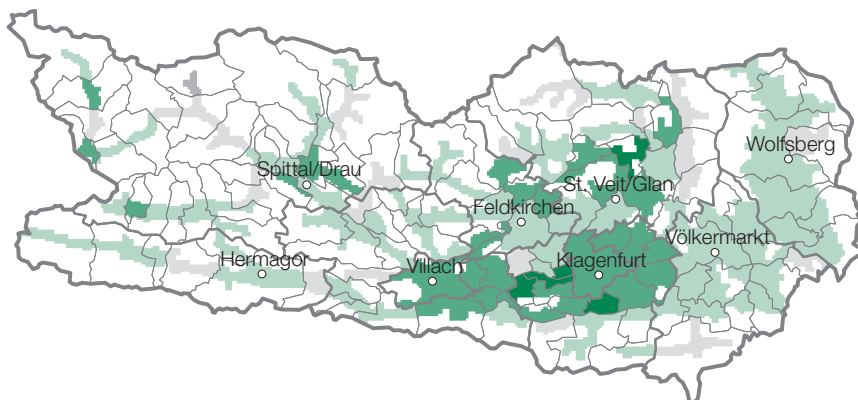 Wolfsberg
Spittal/Drau
St. Veit/Glan
Feldkirchen
Völkermarkt
Hermagor
Villach
Klagenfurt